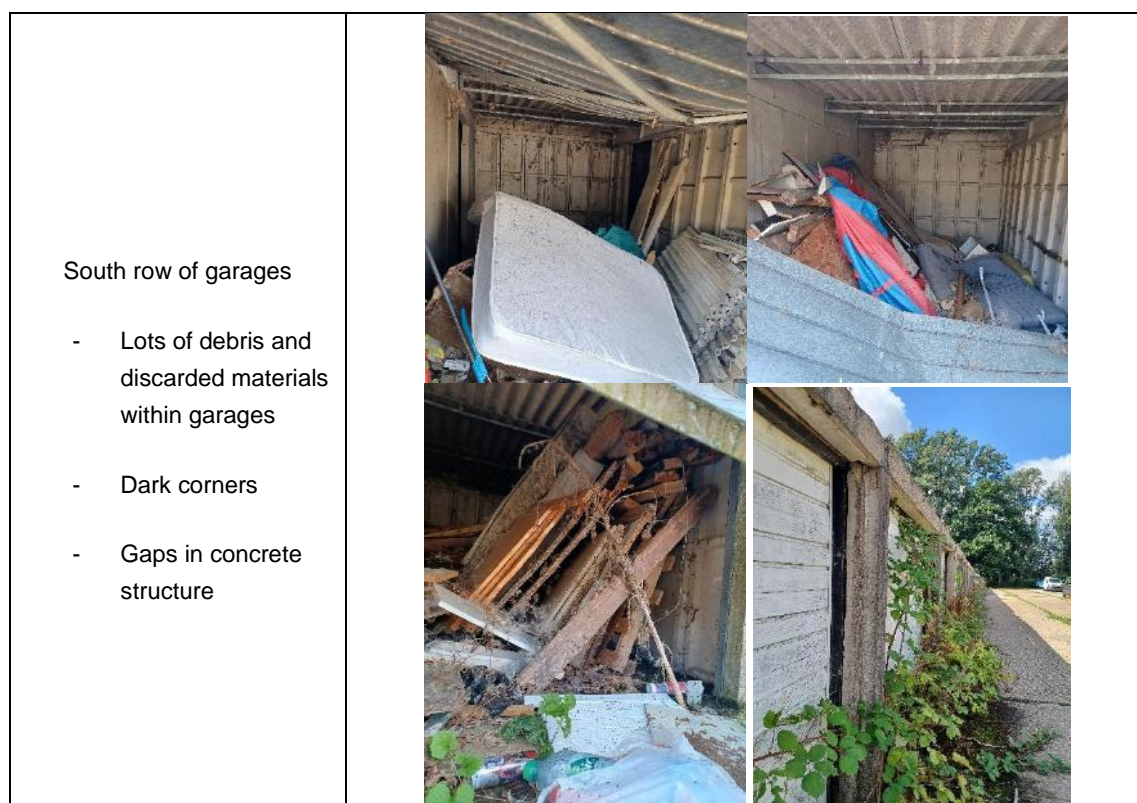 South row of garages
- Lots of debris and
discarded materials
within garages
- Dark corners
- Gaps in concrete
structure